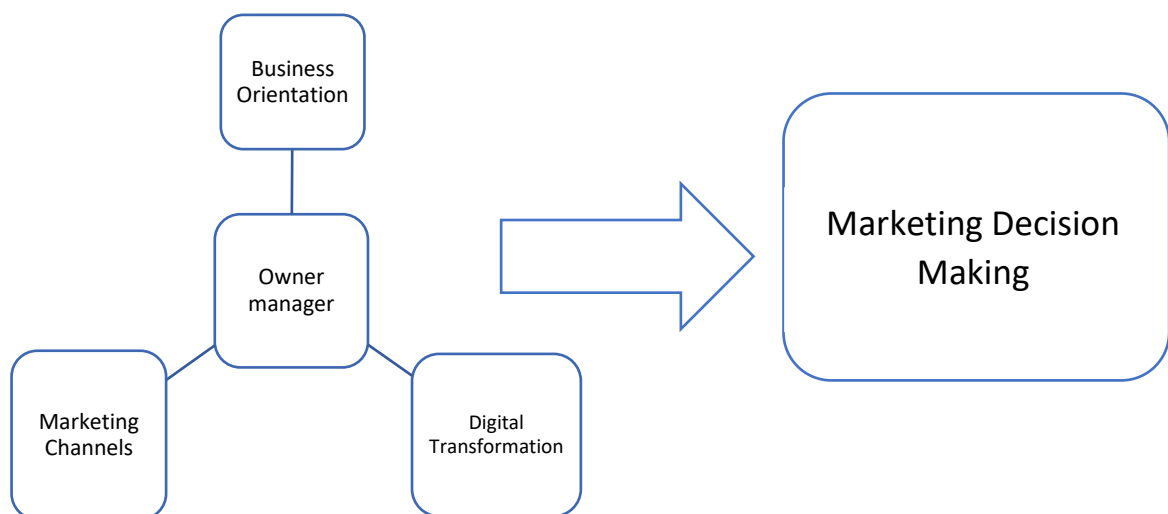 Business
Orientation
Owner
manager
Marketing
Channels
Digital
Transformation
Marketing Decision
Making